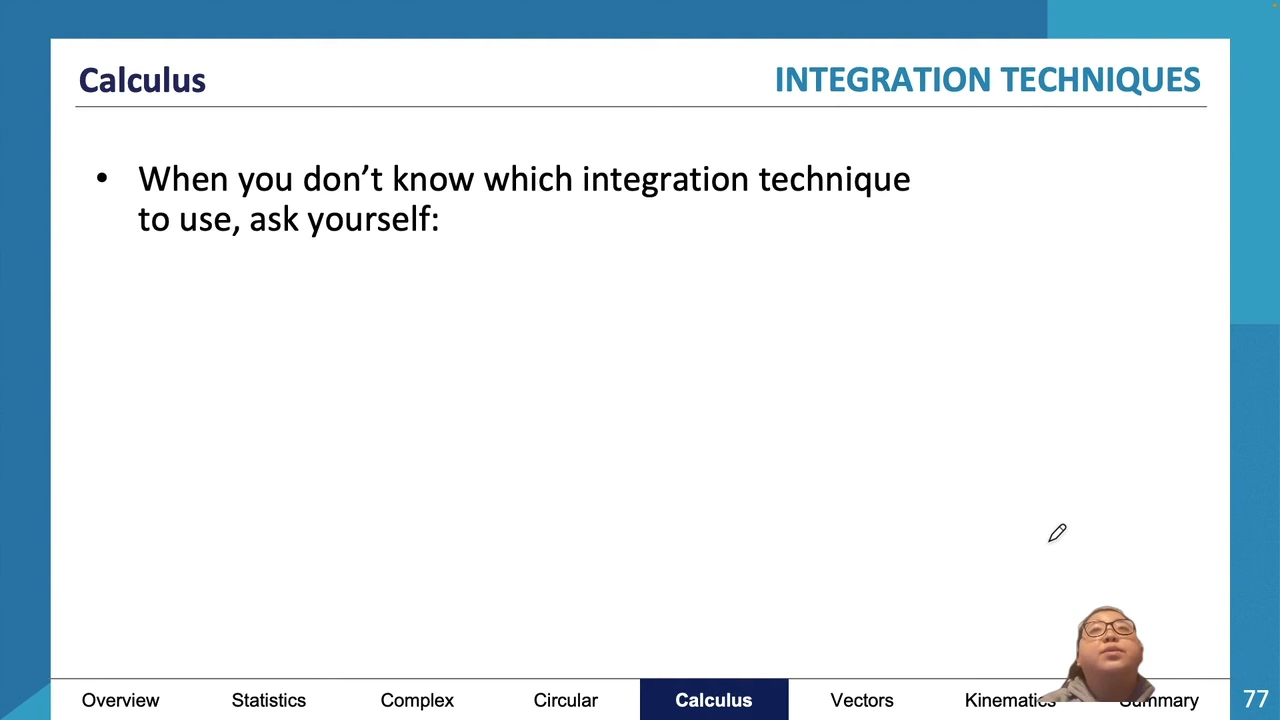 Calculus
INTEGRATION TECHNIQUES
• When you don’t know which integration technique
to use, ask yourself:
Overview
Statistics
Complex
Circular
Calculus
Vectors
Kinematics
Summary
77